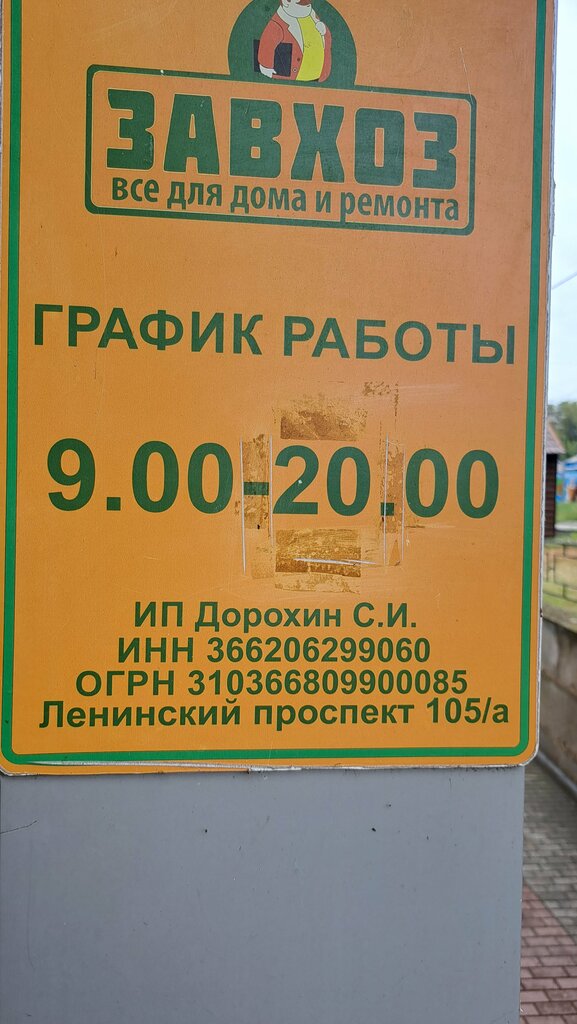 ЗАВХОЗ
все для дома и ремонта
ГРАФИК РАБОТЫ
9.00-20.00
ИП Дорохин С.И.
ИНН 366206299060
ОГРН 310366809900085
Ленинский проспект 105/а